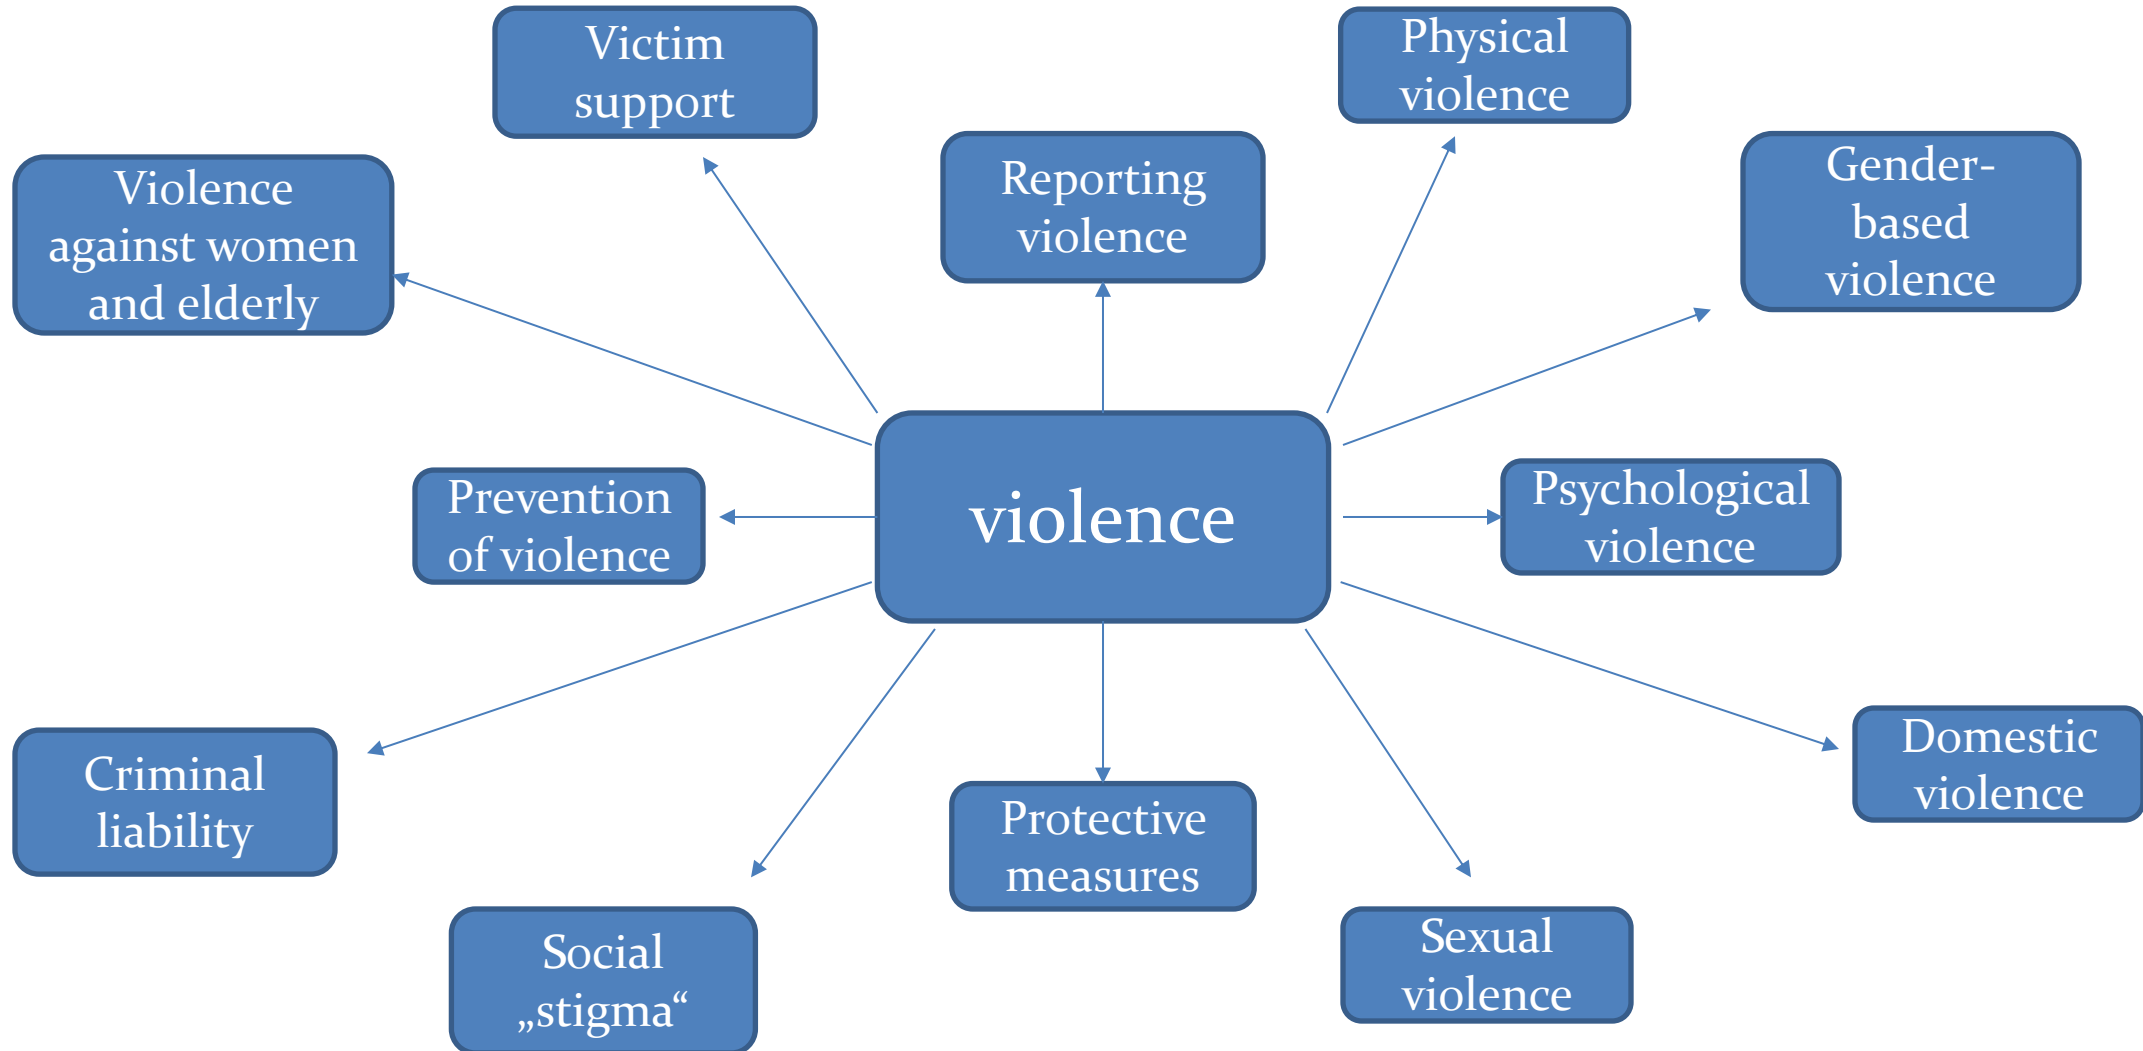 Victim
support
Physical
violence
Reporting
violence
Gender-
based
violence
Violence
against women
and elderly
violence
Prevention
of violence
Psychological
violence
Criminal
liability
Domestic
violence
Protective
measures
Social
„stigma“
Sexual
violence